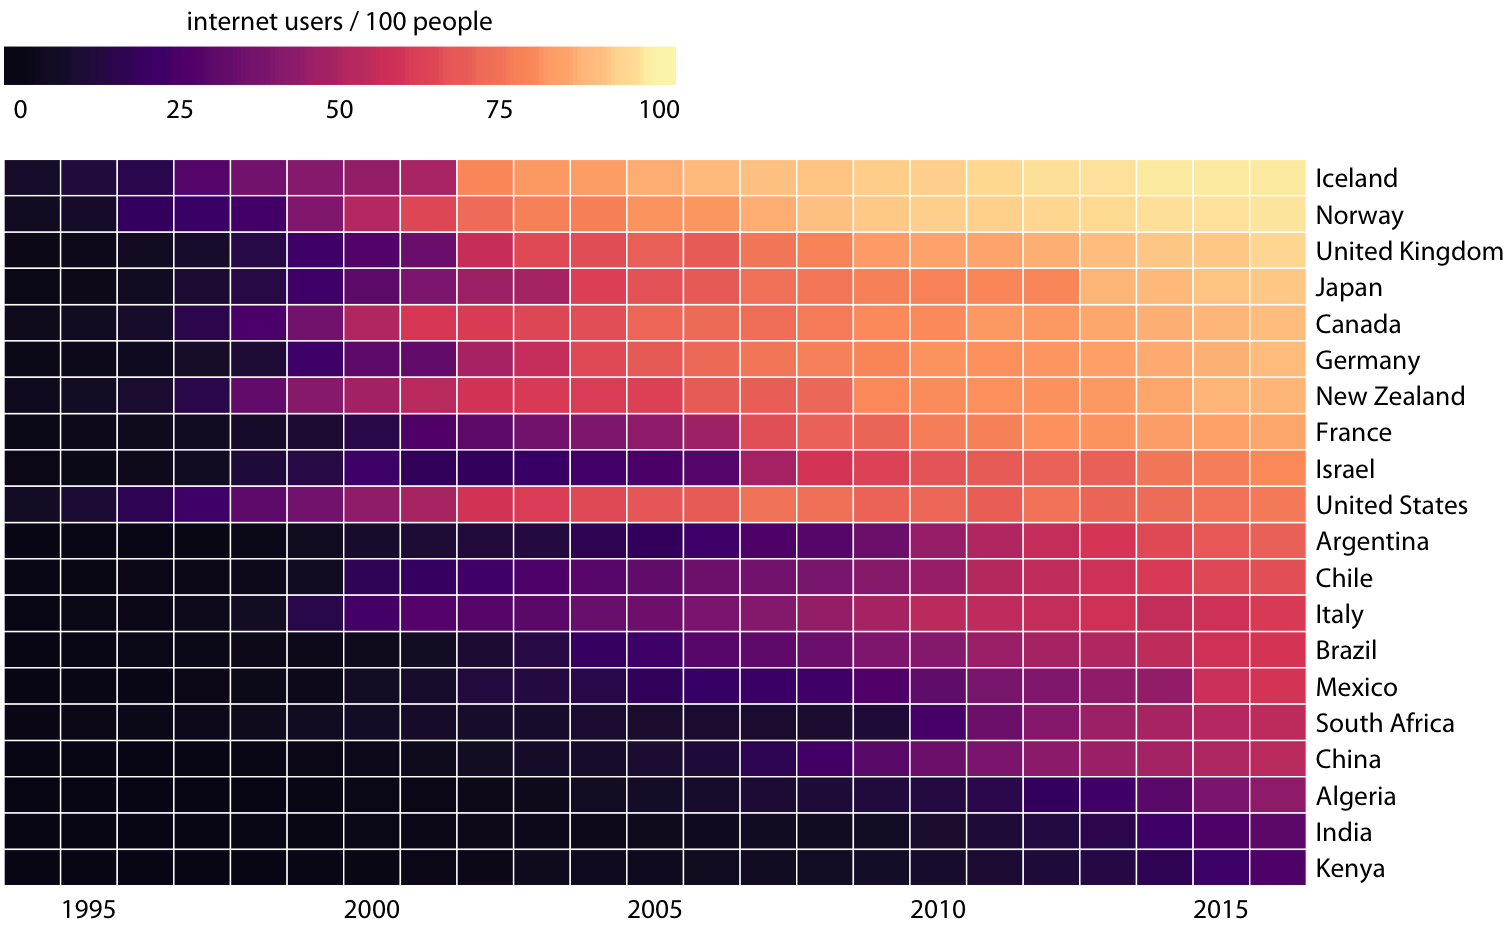 internet users / 100 people
0 25 50 75 100
Iceland
Norway
United Kingdom
Japan
Canada
Germany
New Zealand
France
Israel
United States
Argentina
Chile
Italy
Brazil
Mexico
South Africa
China
Algeria
India
Kenya
1995 2000 2005 2010 2015